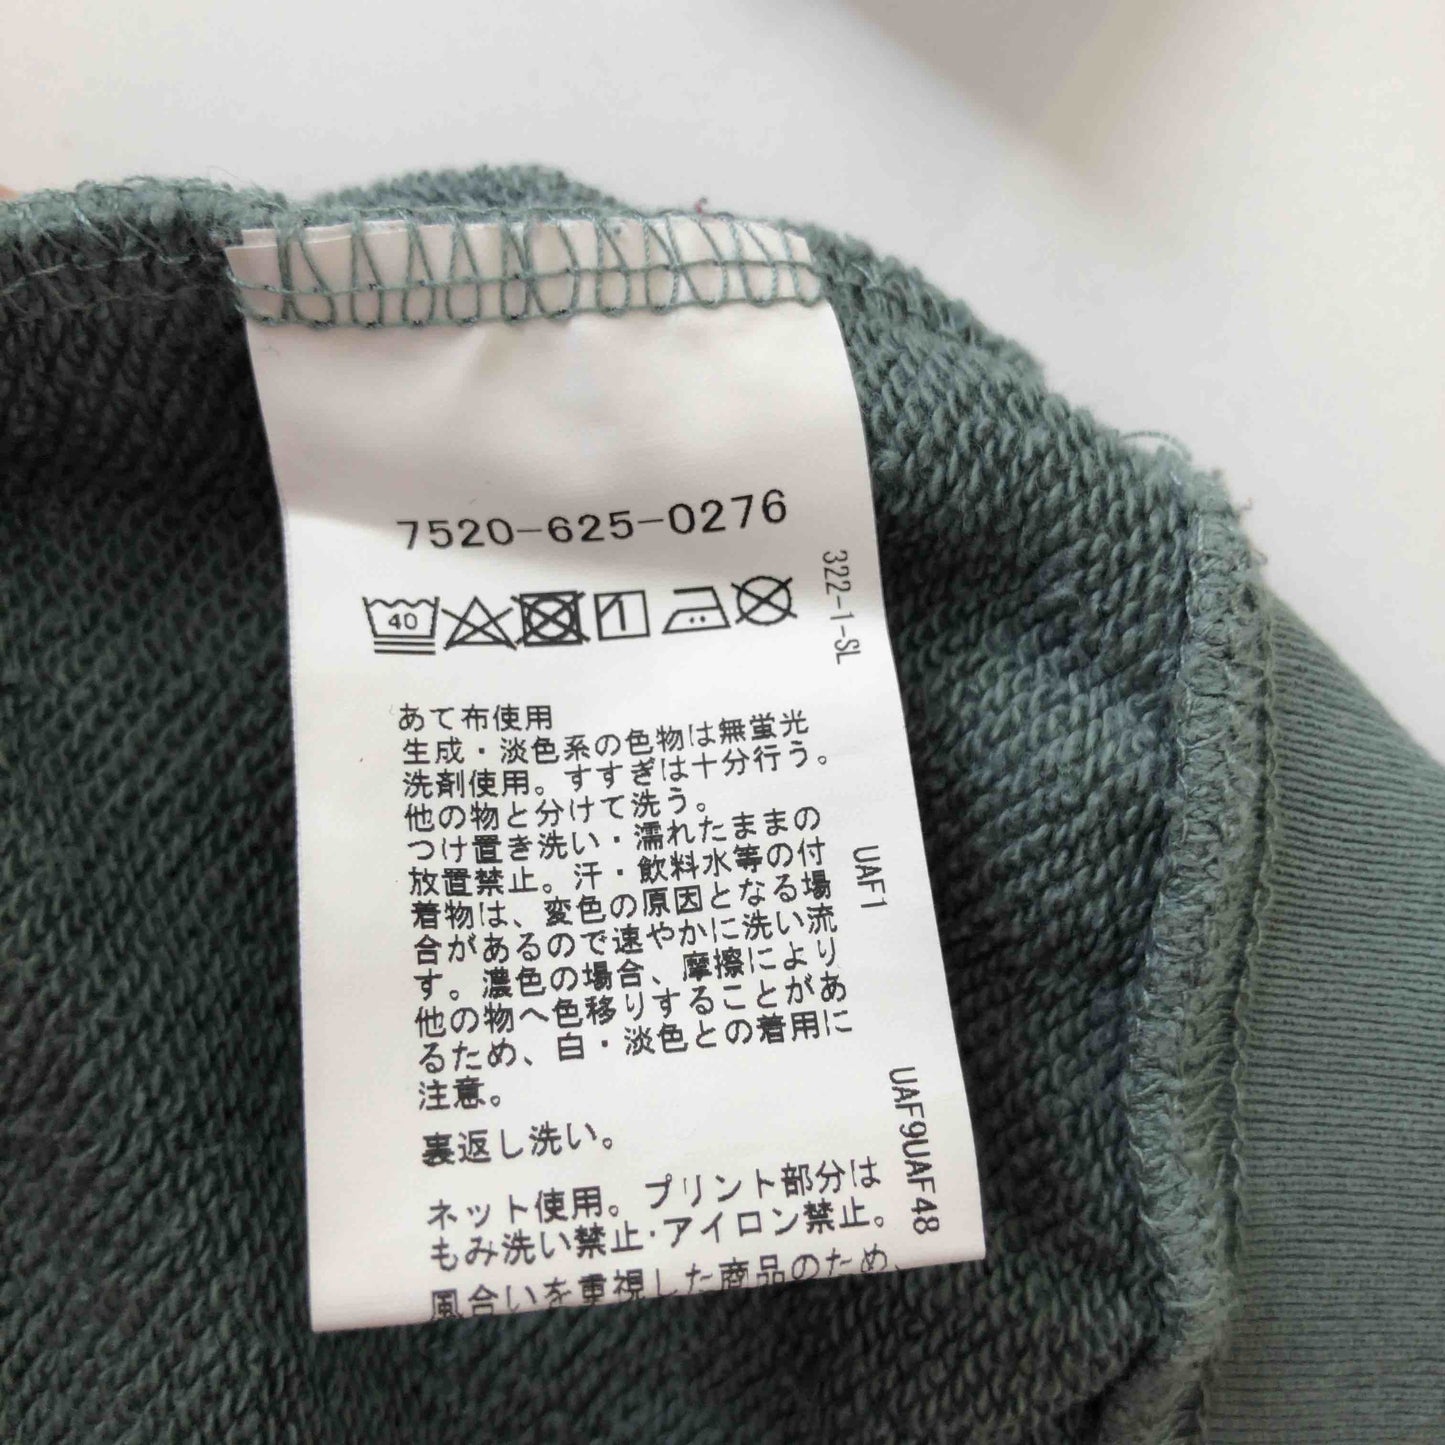 7520-625-0276
322-1-SL
40
あて布使用
生成・淡色系の色物は無蛍光
洗剤使用。すすぎは十分行う。
他の物と分けて洗う。
つけ置き洗い・濡れたままの
放置禁止。汗・飲料水等の付
着物は、変色の原因となる場
合があるので速やかに洗い流
す。濃色の場合、摩擦により
他の物へ色移りすることがあ
るため、白・淡色との着用に
注意。
裏返し洗い。
ネット使用。プリント部分は
もみ洗い禁止・アイロン禁止。
風合いを重視した商品のため、
UAF1
UAF9UAF48